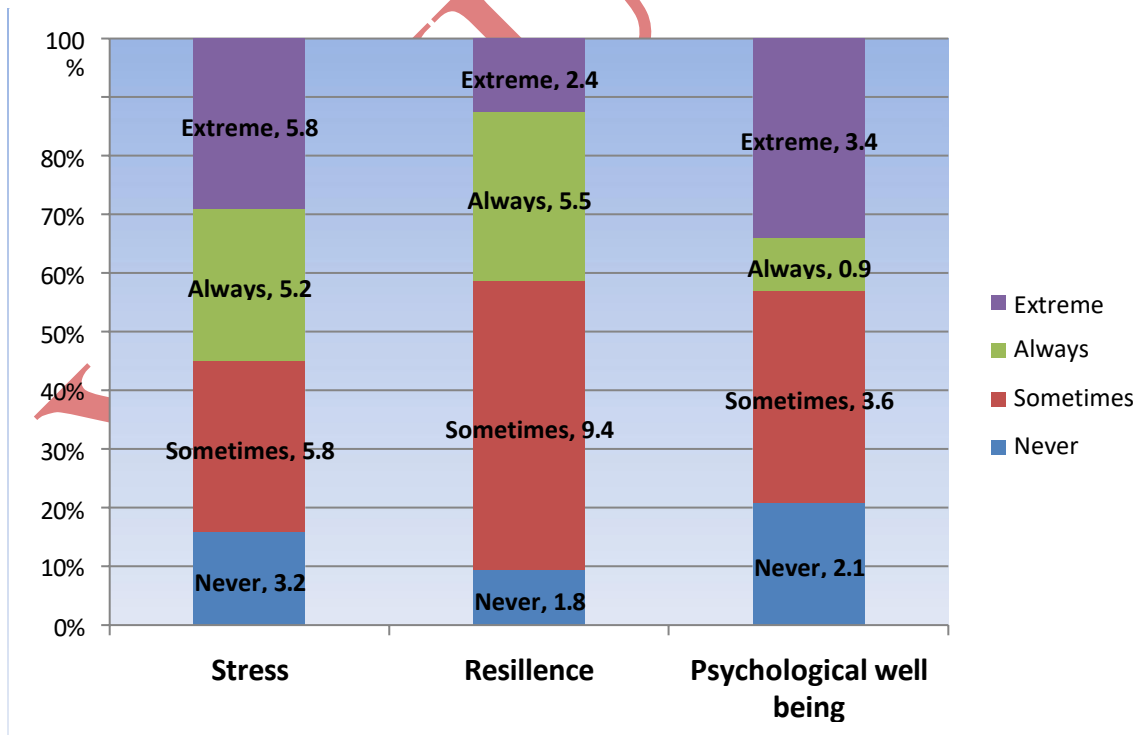 100
%
80%
70%
60%
50%
40%
30%
20%
10%
0%
Extreme, 5.8
Always, 5.2
Sometimes, 5.8
Never, 3.2
Extreme, 2.4
Always, 5.5
Sometimes, 9.4
Never, 1.8
Extreme, 3.4
Always, 0.9
Sometimes, 3.6
Never, 2.1
Stress
Resillence
Psychological well
being
Extreme
Always
Sometimes
Never